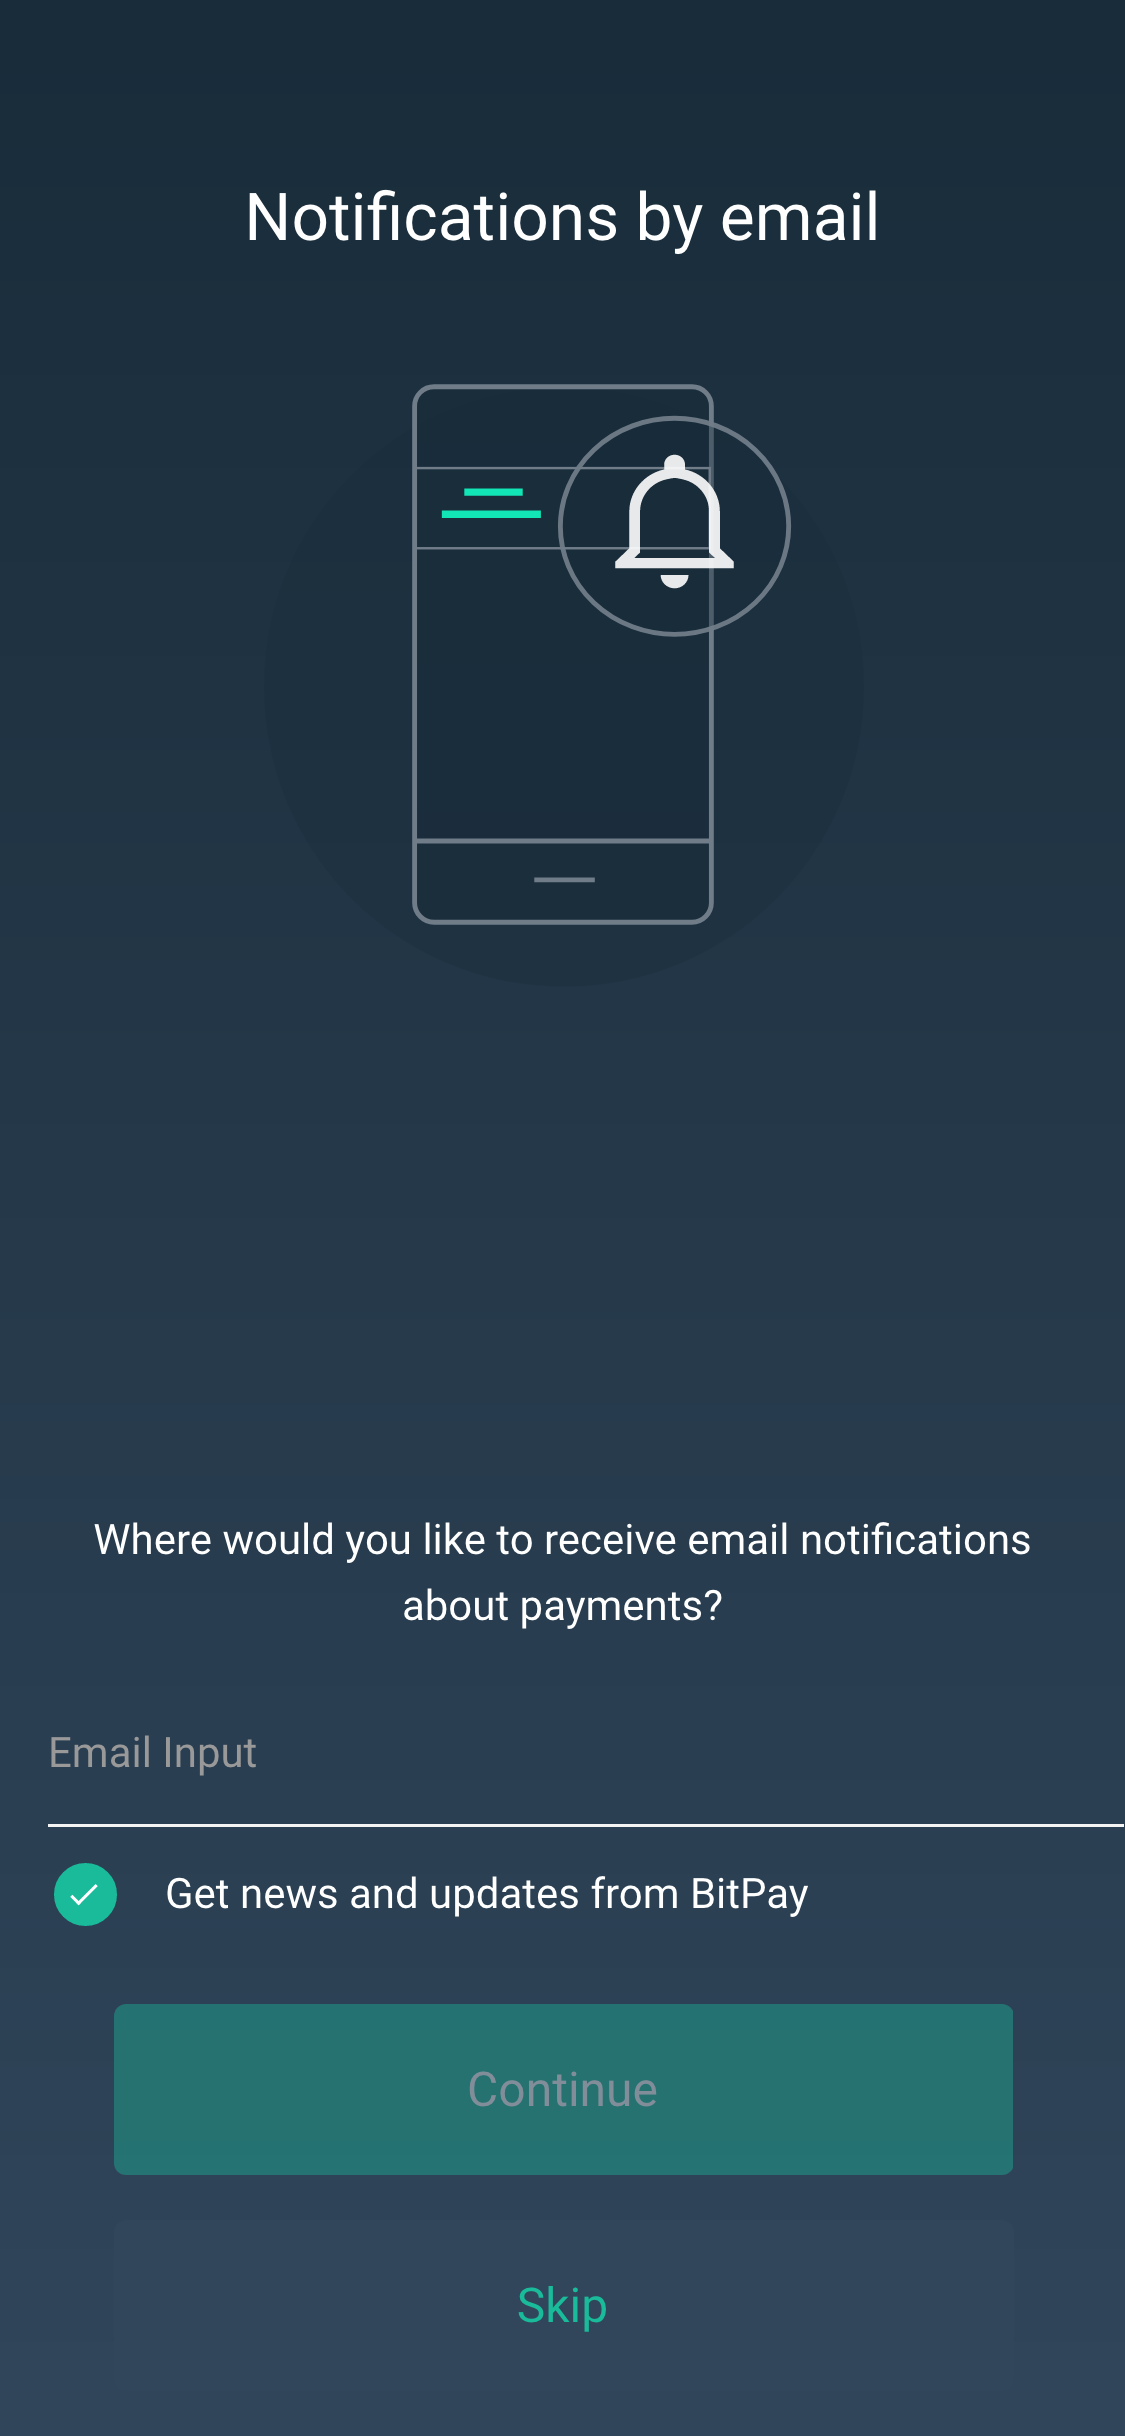 Notifications by email
Where would you like to receive email notifications
about payments?
Email Input
Get news and updates from BitPay
Continue
Skip